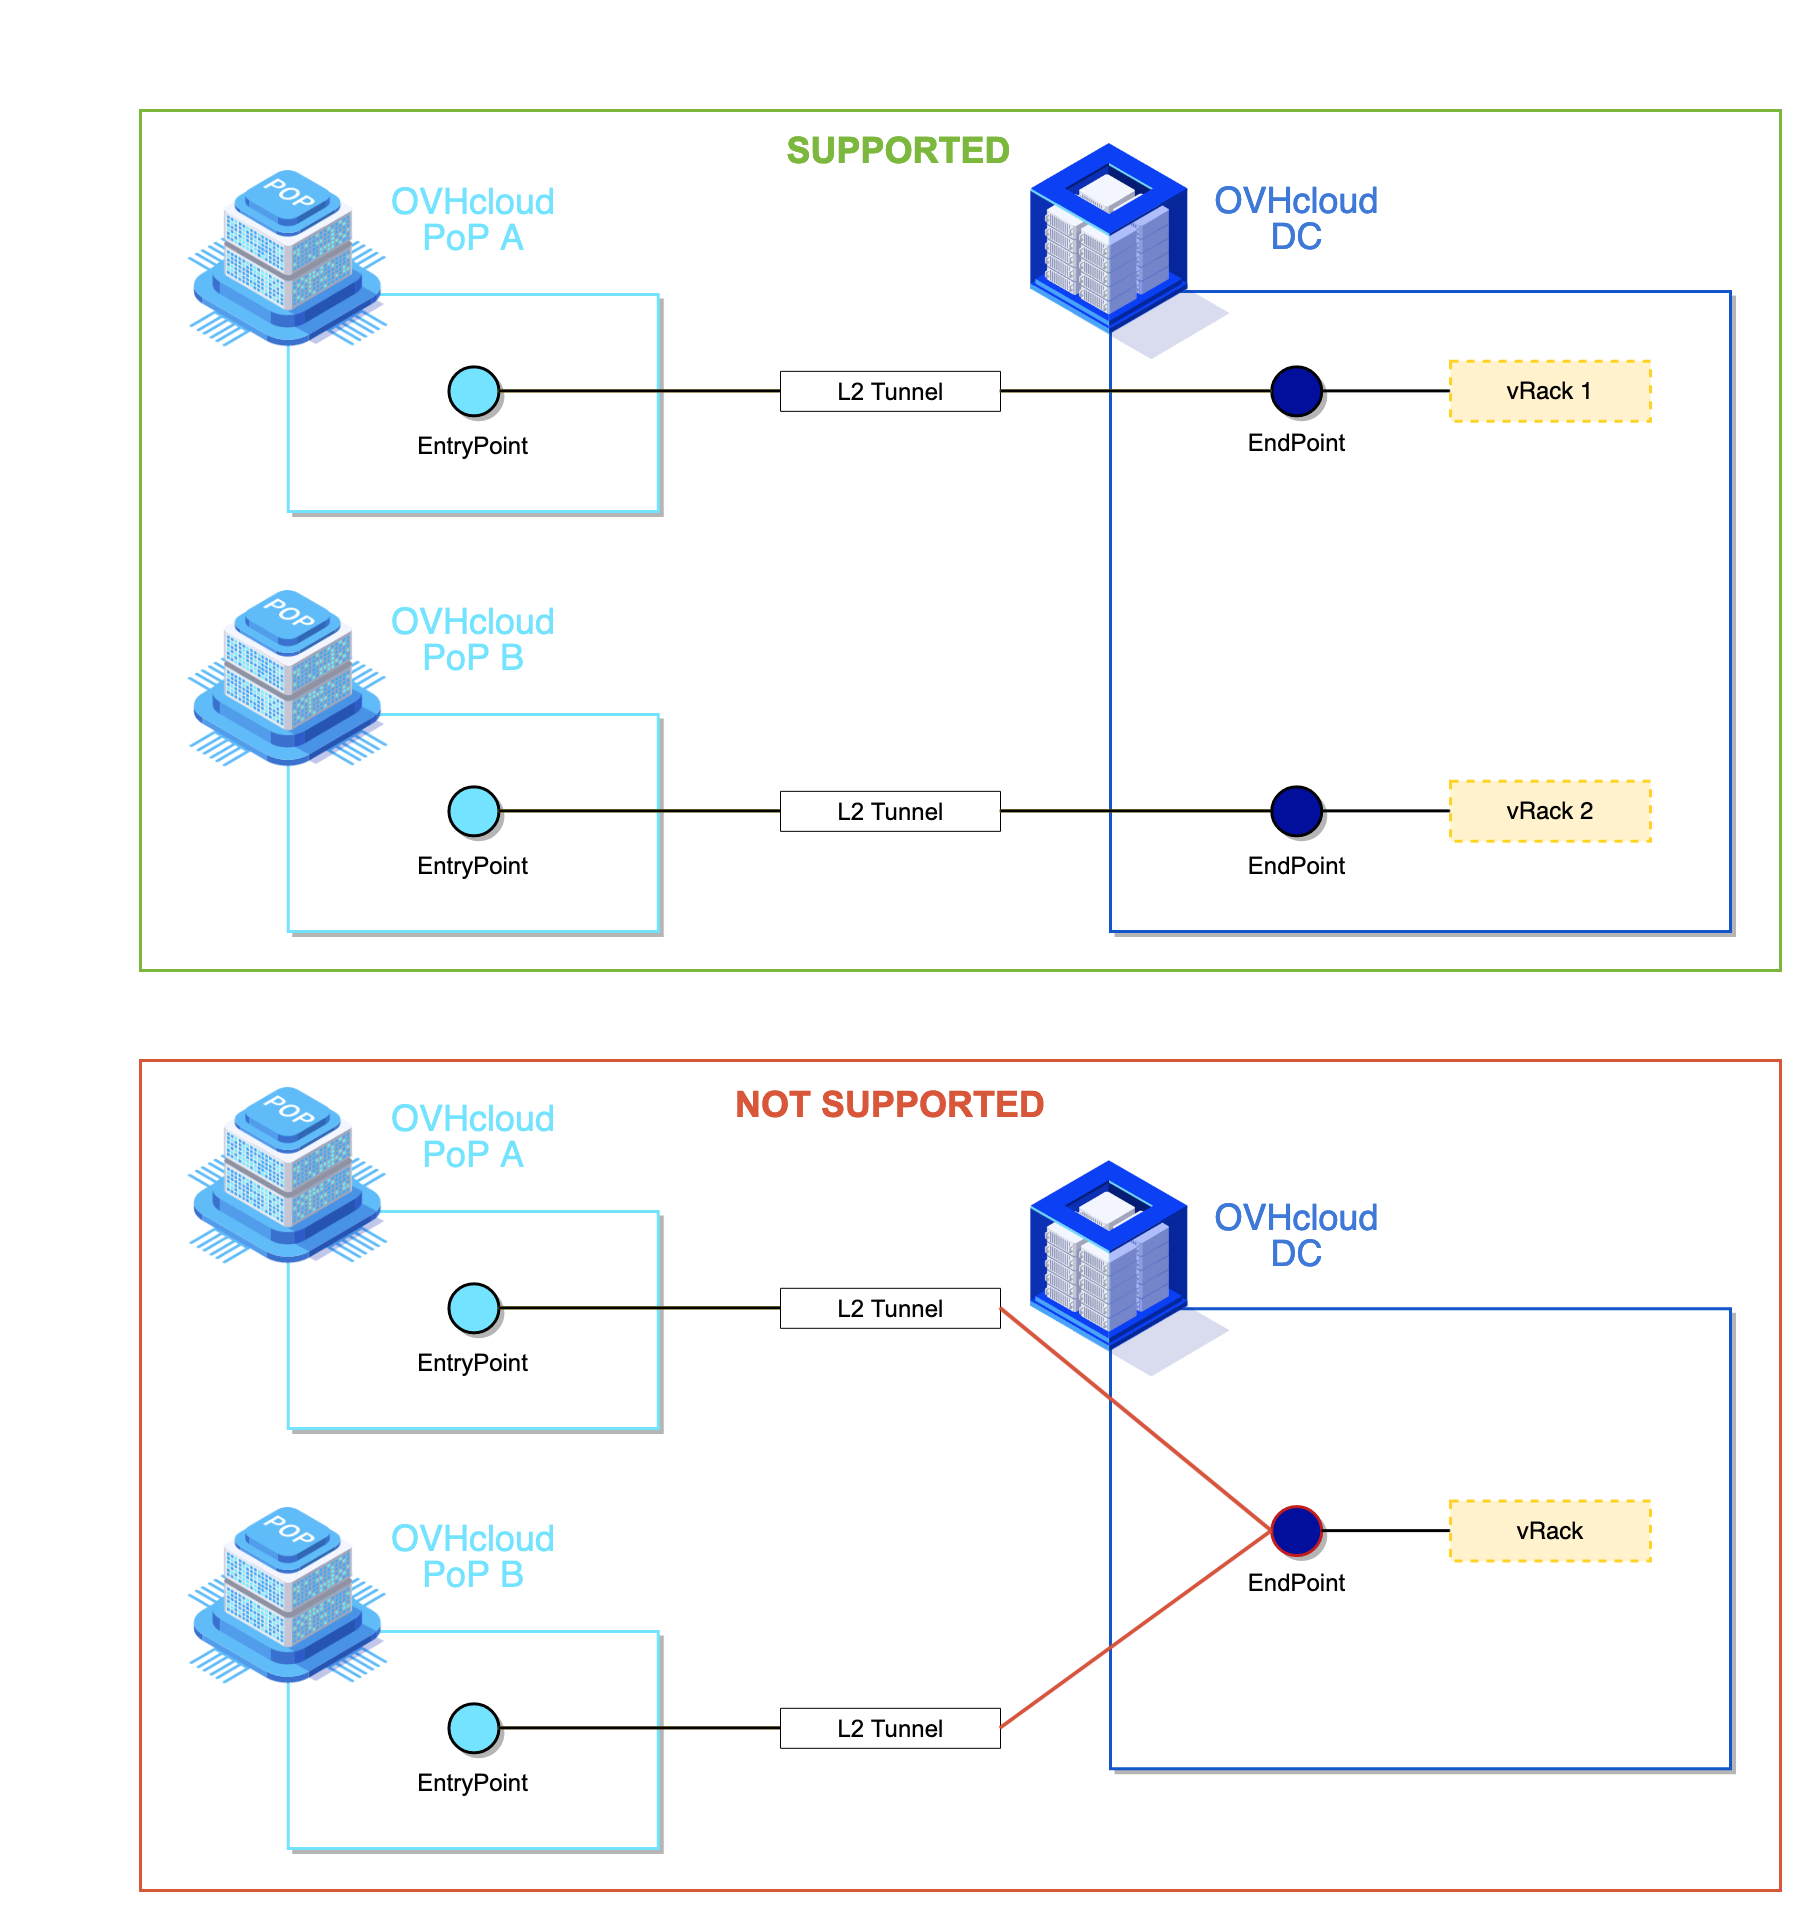 SUPPORTED
POP
OVHcloud
PoP A
OVHcloud
DC
EntryPoint
L2 Tunnel
EndPoint
vRack 1
POP
OVHcloud
PoP B
EntryPoint
L2 Tunnel
EndPoint
vRack 2
NOT SUPPORTED
POP
OVHcloud
PoP A
OVHcloud
DC
EntryPoint
L2 Tunnel
EndPoint
vRack
POP
OVHcloud
PoP B
EntryPoint
L2 Tunnel